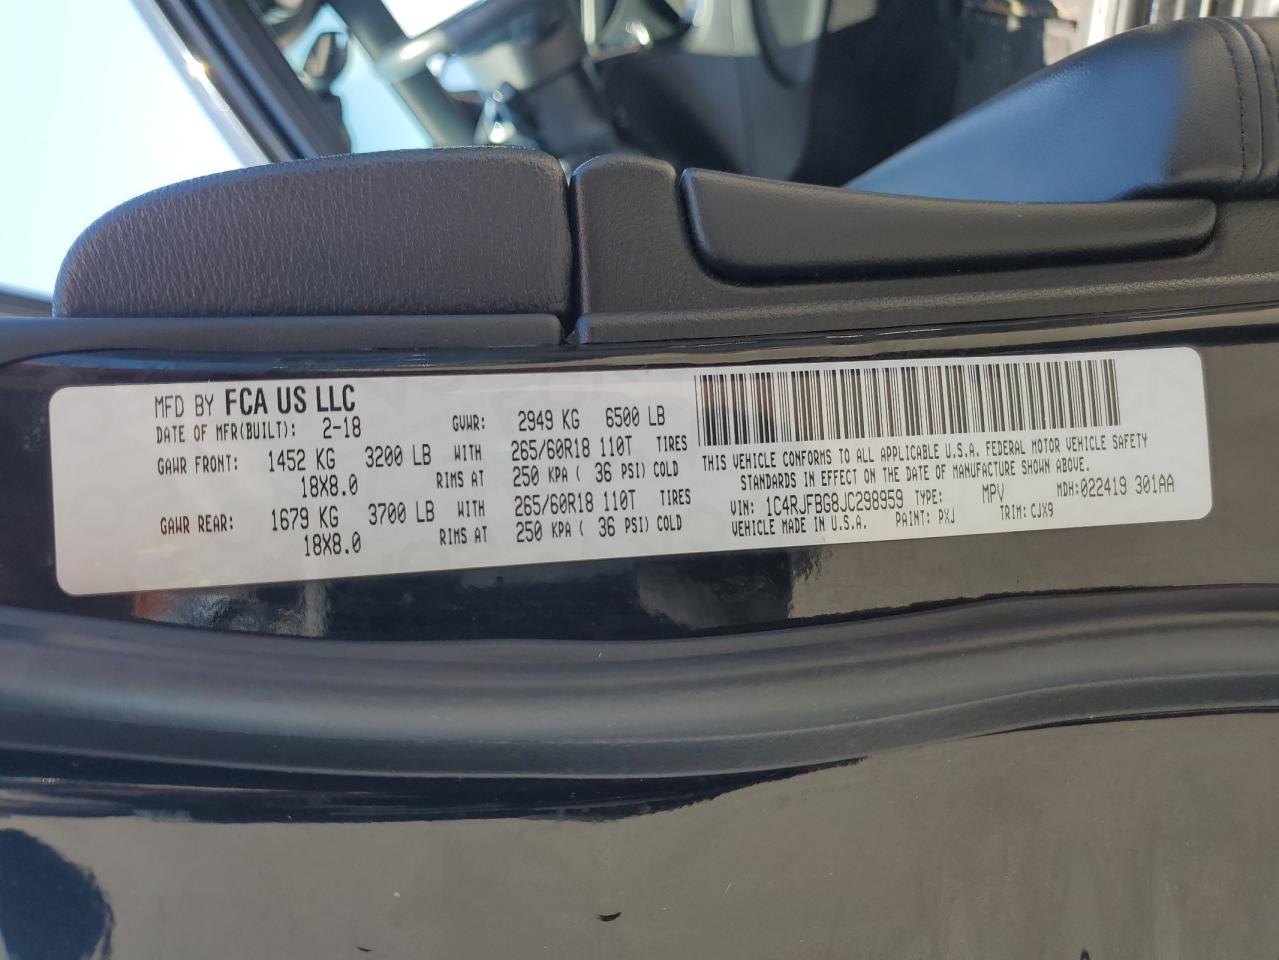 MFD BY FCA US LLC
DATE OF MFR(BUILT): 2-18 GVWR: 2949 KG 6500 LB
GAWR FRONT: 1452 KG 3200 LB WITH 265/60R18 110T TIRES
18X8.0 RIMS AT 250 KPA ( 36 PSI) COLD
GAWR REAR: 1679 KG 3700 LB WITH 265/60R18 110T TIRES
18X8.0 RIMS AT 250 KPA ( 36 PSI) COLD
THIS VEHICLE CONFORMS TO ALL APPLICABLE U.S.A. FEDERAL MOTOR VEHICLE SAFETY
STANDARDS IN EFFECT ON THE DATE OF MANUFACTURE SHOWN ABOVE.
VIN: 1C4RJFBG8JC298959 TYPE: MPV MDH:022419 301AA
VEHICLE MADE IN U.S.A. PAINT: PXJ TRIM: CJX9